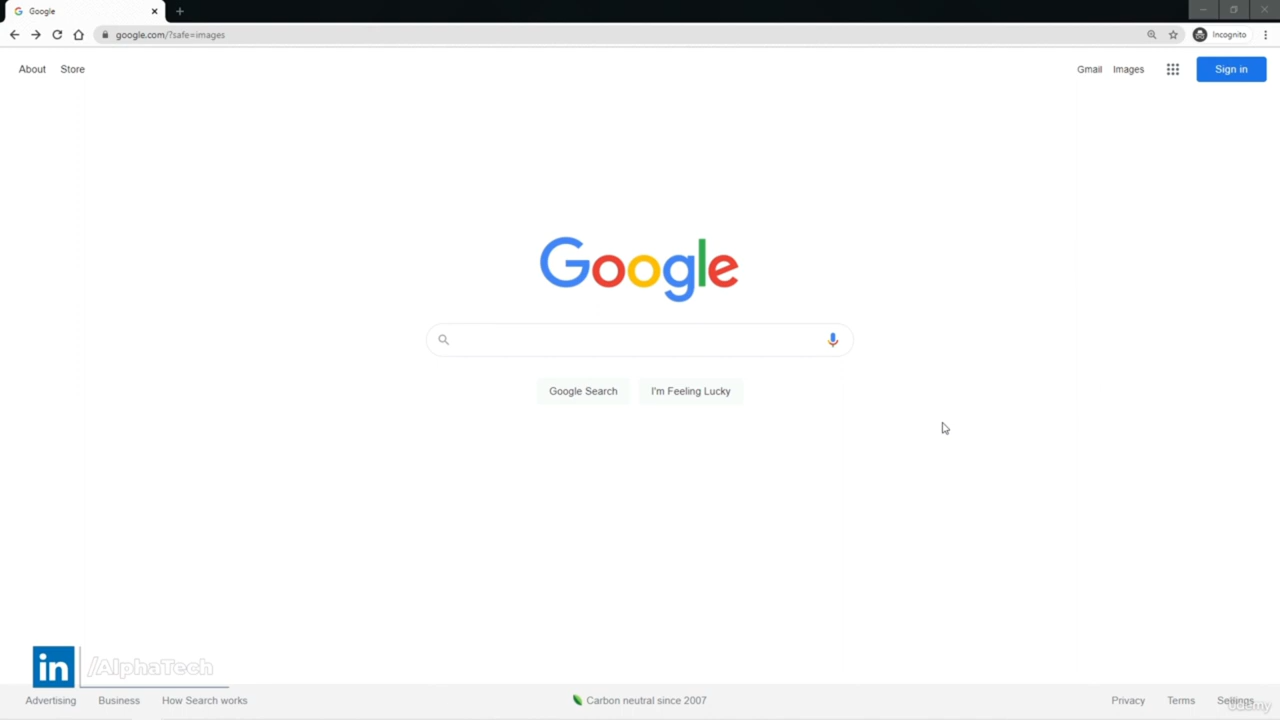 Google
google.com/?safe=images
Incognito
About Store
Gmail Images
Sign in
Google
Google Search
I'm Feeling Lucky
in
/AlphaTech
Advertising Business How Search works
Carbon neutral since 2007
Privacy Terms Settings
udemy